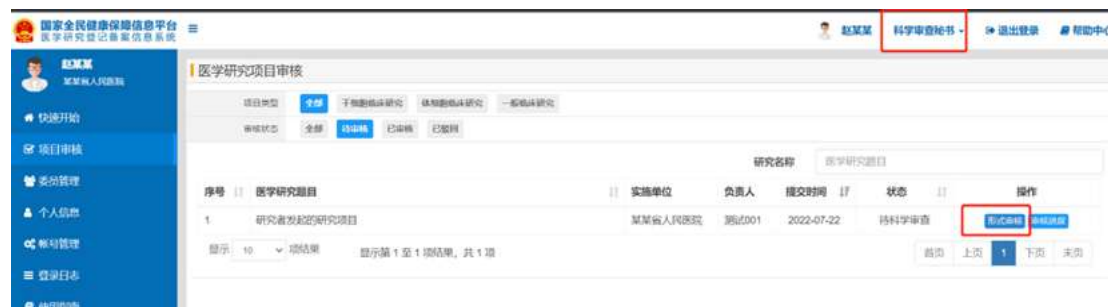 国家全民健康保障信息平台
医学研究登记备案信息系统
赵某某 科学审查秘书 退出登录 帮助中心
赵某某
某某省人民医院
快速开始
项目审核
委员管理
个人信息
帐号管理
登录日志
医学研究项目审核
项目类型 全部 干细胞临床研究 体细胞临床研究 一般临床研究
审核状态 全部 待审核 已审核 已驳回
研究名称 医学研究题目
序号 医学研究题目 实施单位 负责人 提交时间 状态 操作
1 研究者发起的研究项目 某某省人民医院 测试001 2022-07-22 待科学审查 形式审核 审核进度
显示 10 项结果 显示第 1 至 1 项结果，共 1 项
首页 上页 1 下页 末页